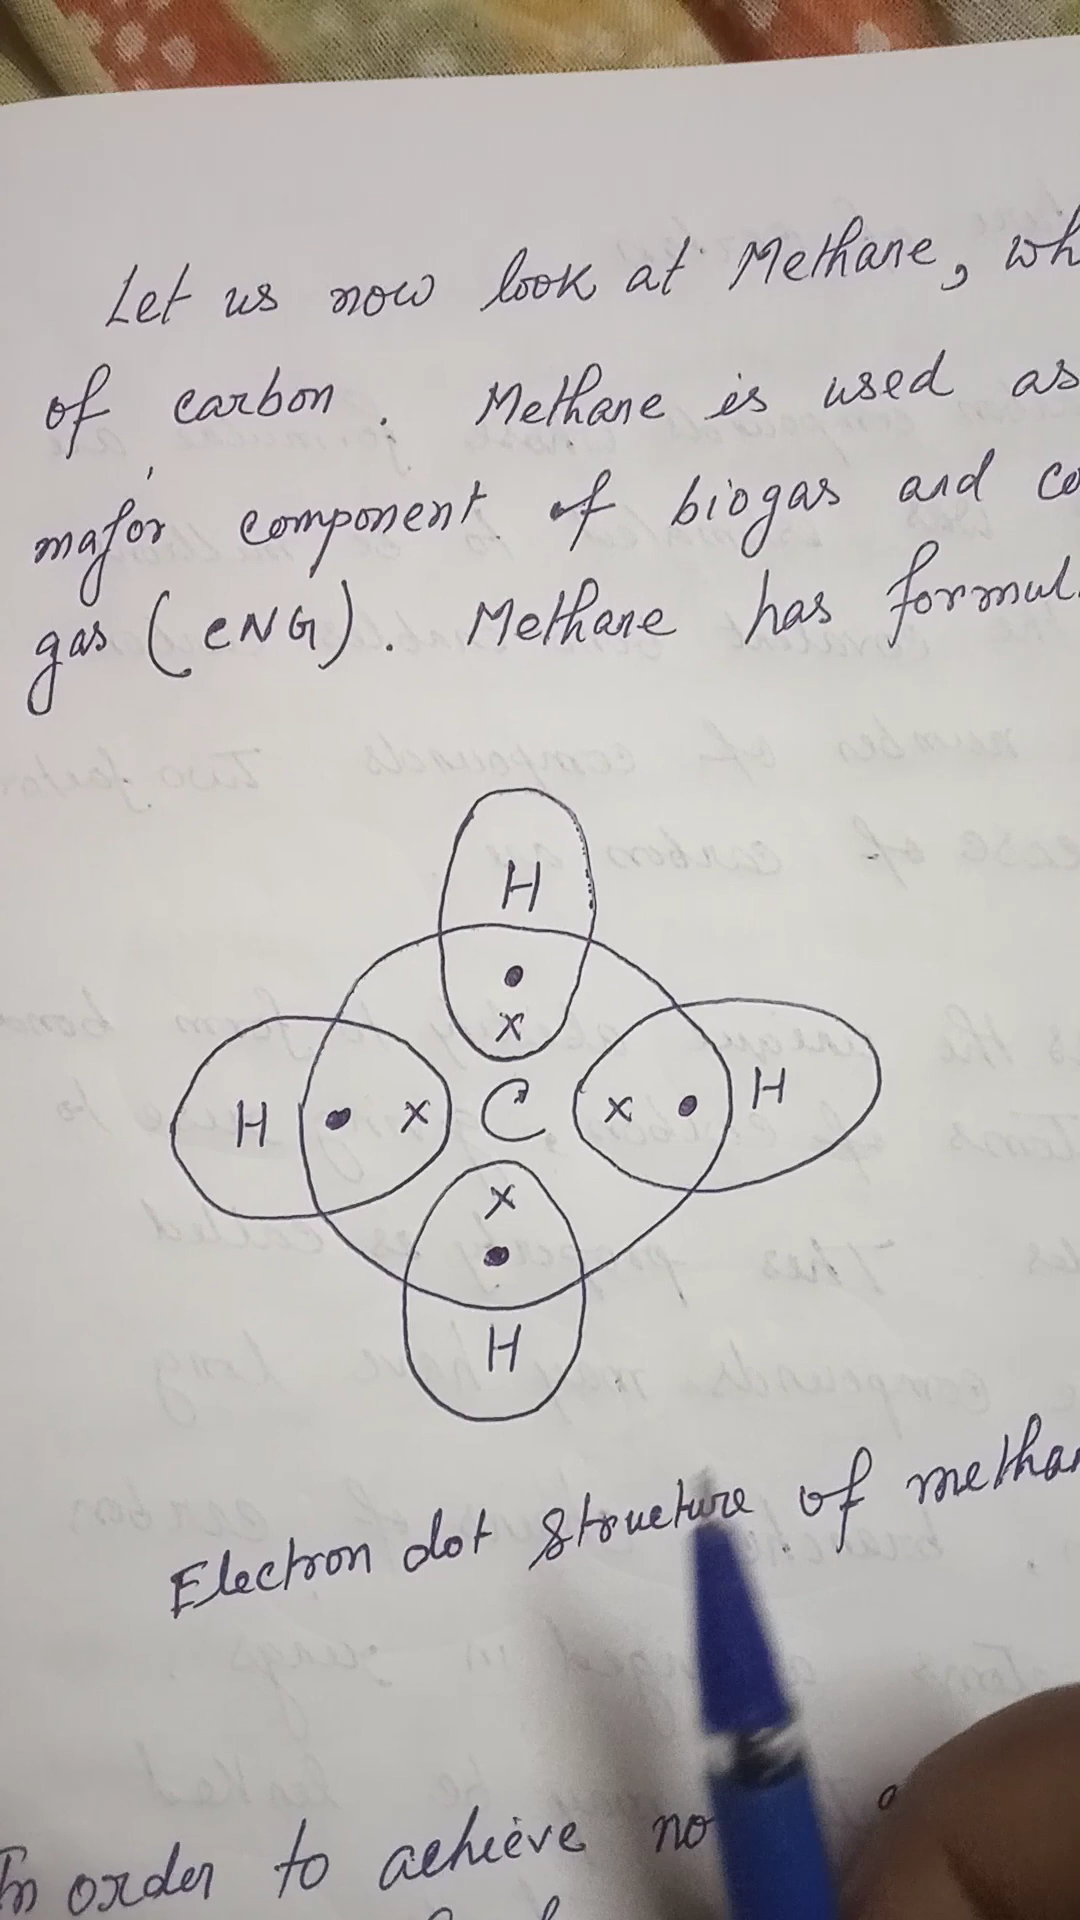 Let us now look at Methane, wh
of carbon. Methane is used as
major component of biogas and co
gas (CNG). Methane has formul
H
•
x
H • x C x • H
x
•
H
Electron dot structure of methan
In order to achieve no